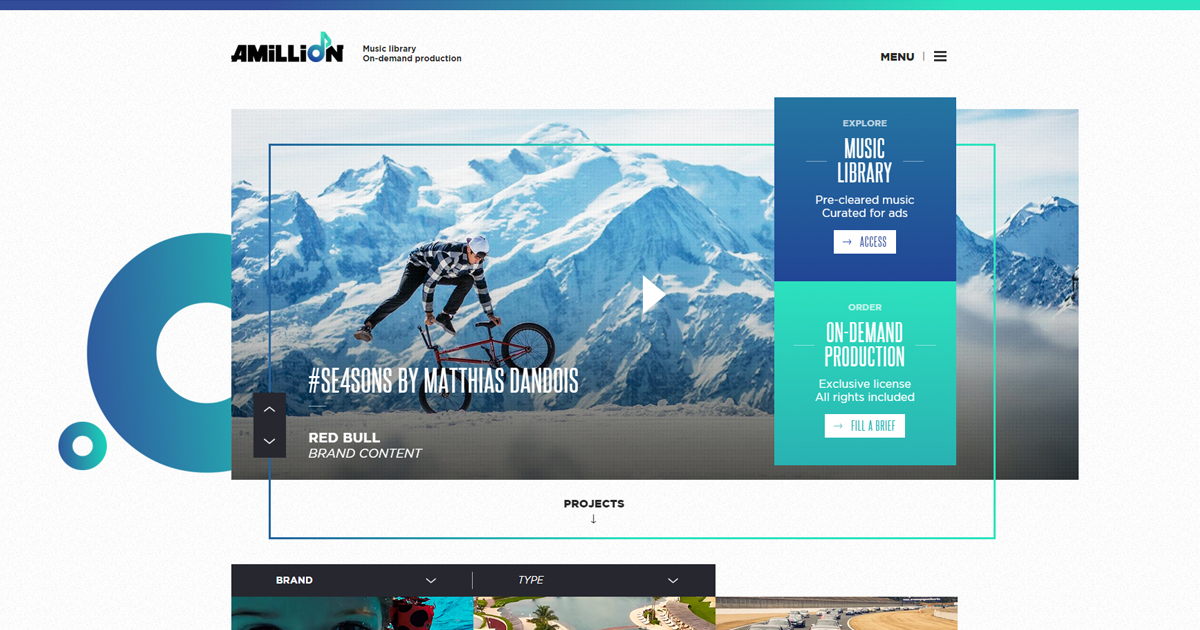 AMiLLiON
Music library
On-demand production
MENU
EXPLORE
MUSIC
LIBRARY
Pre-cleared music
Curated for ads
→ ACCESS
ORDER
ON-DEMAND
PRODUCTION
Exclusive license
All rights included
→ FILL A BRIEF
#SE4SONS BY MATTHIAS DANDOIS
RED BULL
BRAND CONTENT
PROJECTS
↓
BRAND
TYPE